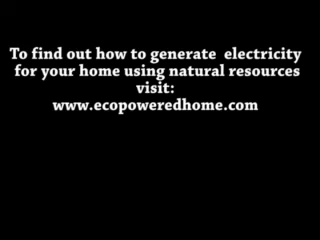 To find out how to generate electricity
for your home using natural resources
visit:
www.ecopoweredhome.com